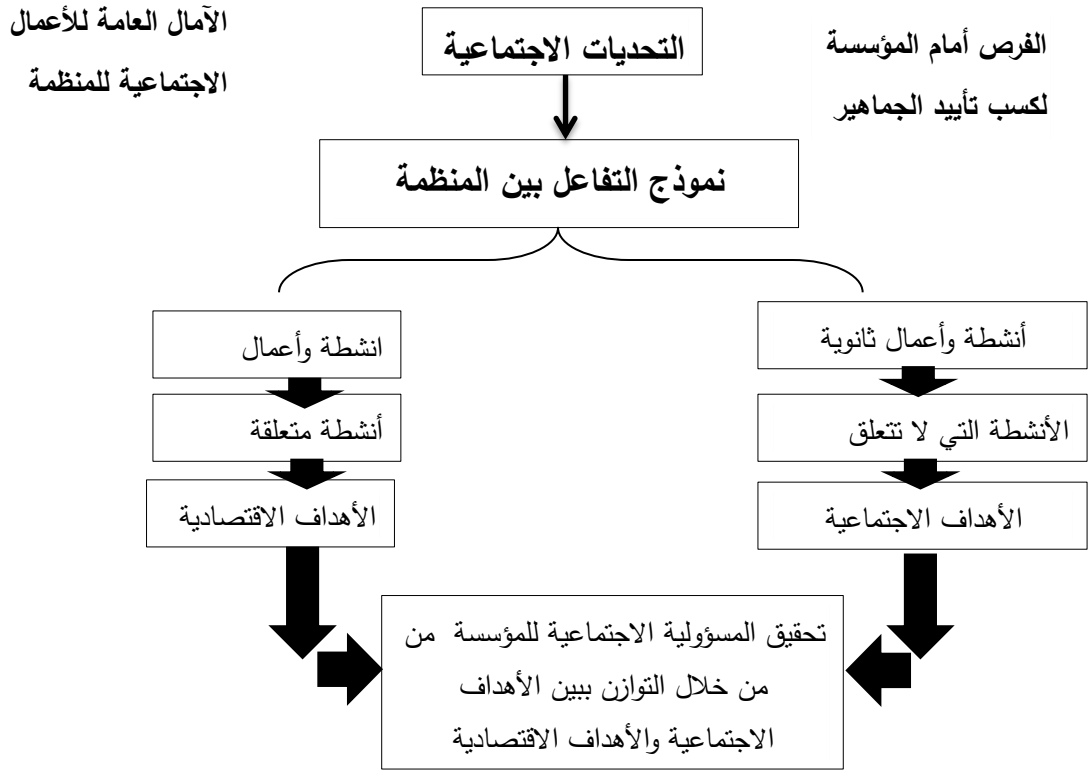 الفرص أمام المؤسسة
لكسب تأييد الجماهير
التحديات الاجتماعية
الآمال العامة للأعمال
الاجتماعية للمنظمة
نموذج التفاعل بين المنظمة
أنشطة وأعمال ثانوية
انشطة وأعمال
الأنشطة التي لا تتعلق
أنشطة متعلقة
الأهداف الاجتماعية
الأهداف الاقتصادية
تحقيق المسؤولية الاجتماعية للمؤسسة من
من خلال التوازن ببين الأهداف
الاجتماعية والأهداف الاقتصادية